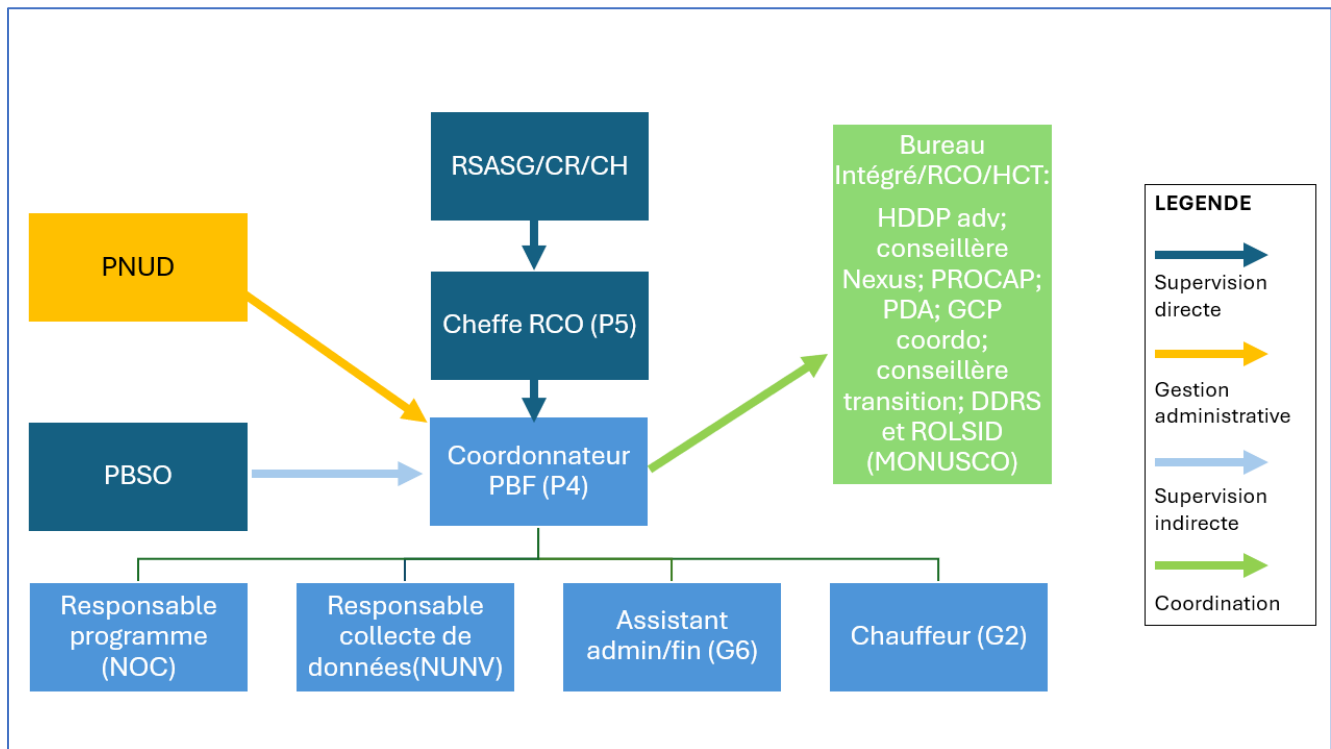 RSASG/CR/CH
PNUD
Cheffe RCO (P5)
PBSO
Coordonnateur
PBF (P4)
Bureau
Intégré/RCO/HCT:
HDDP adv;
conseillère
Nexus; PROCAP;
PDA; GCP
coordo;
conseillère
transition; DDRS
et ROLSID
(MONUSCO)
Responsable
programme
(NOC)
Responsable
collecte de
données(NUNV)
Assistant
admin/fin (G6)
Chauffeur (G2)
LEGENDE
Supervision
directe
Gestion
administrative
Supervision
indirecte
Coordination